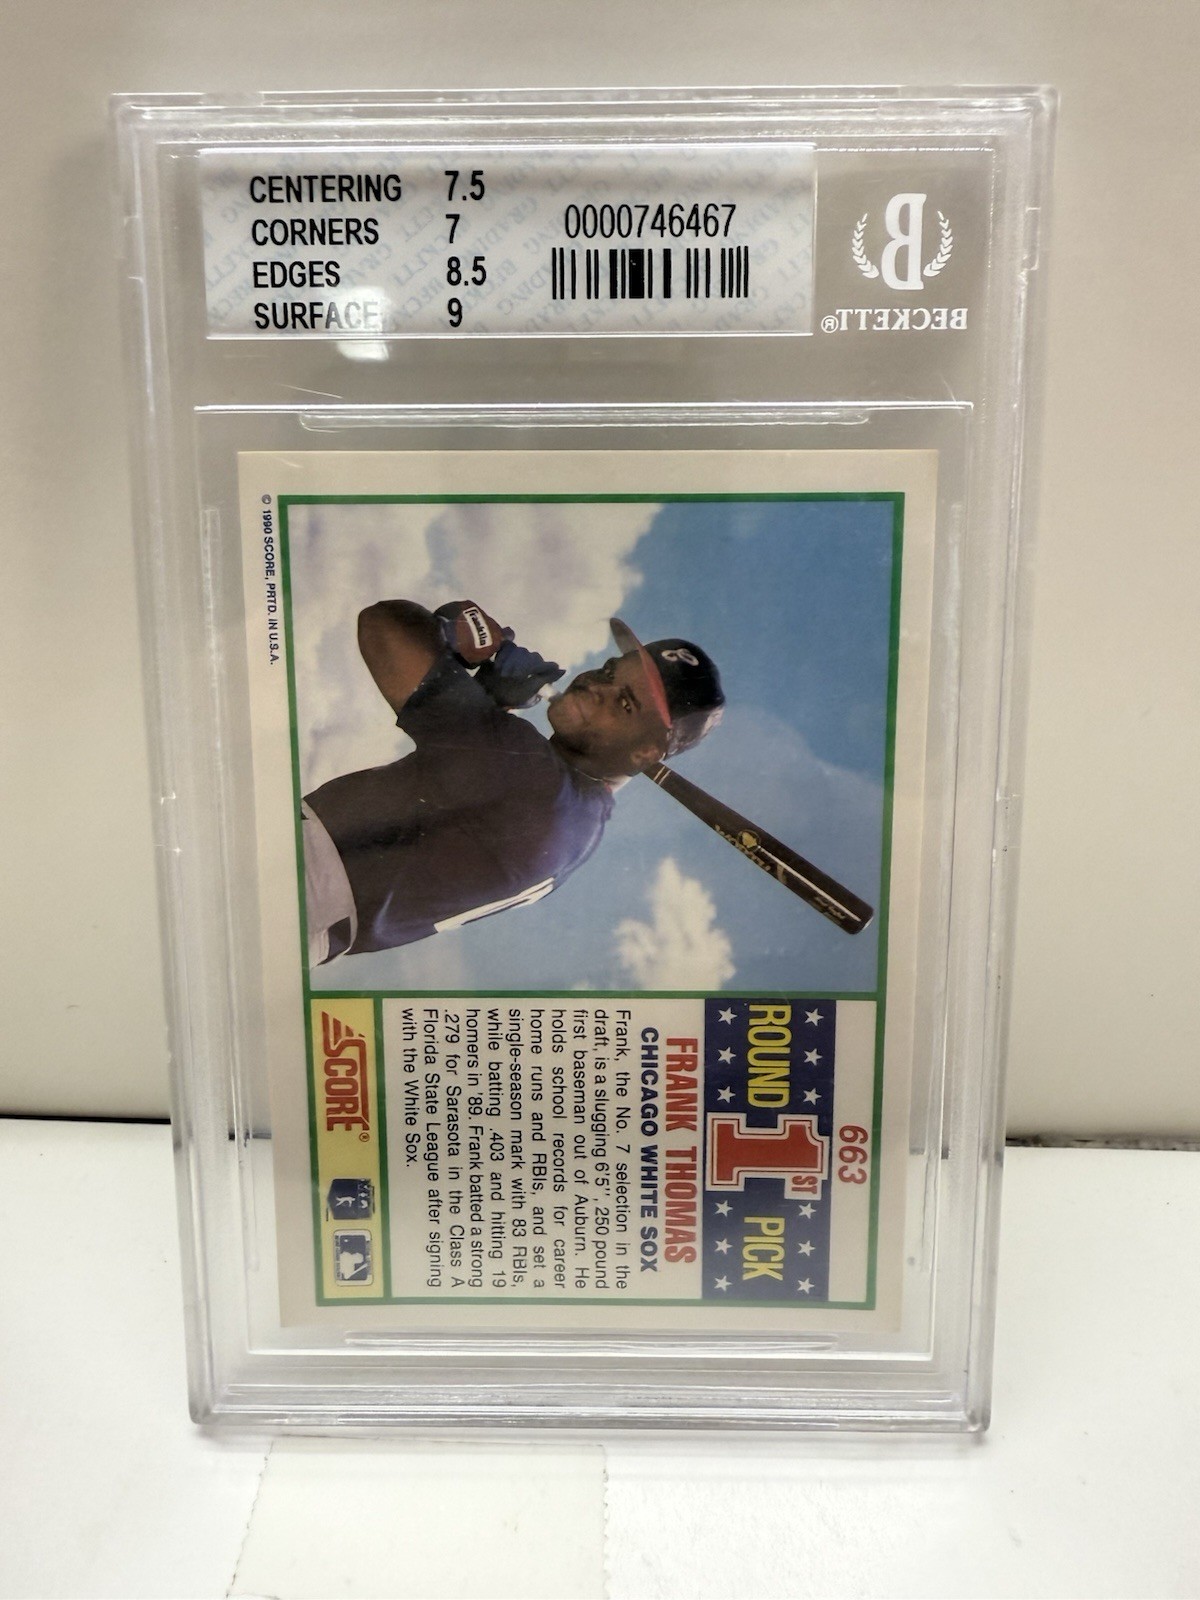 CENTERING 7.5
CORNERS 7
EDGES 8.5
SURFACE 9
0000746467
BECKETT®
© 1990 SCORE, PRTD. IN U.S.A.
Franklin
663
ROUND 1ST PICK
FRANK THOMAS
CHICAGO WHITE SOX
Frank, the No. 7 selection in the
draft, is a slugging 6'5", 250 pound
first baseman out of Auburn. He
holds school records for career
home runs and RBIs, and set a
single-season mark with 83 RBIs,
while batting .403 and hitting 19
homers in '89. Frank batted a strong
.279 for Sarasota in the Class A
Florida State League after signing
with the White Sox.
SCORE®